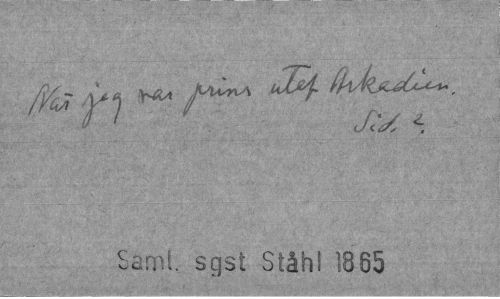 När jag var prins utaf Arkadien.
Sid. 2.
Saml. sgst Ståhl 1865